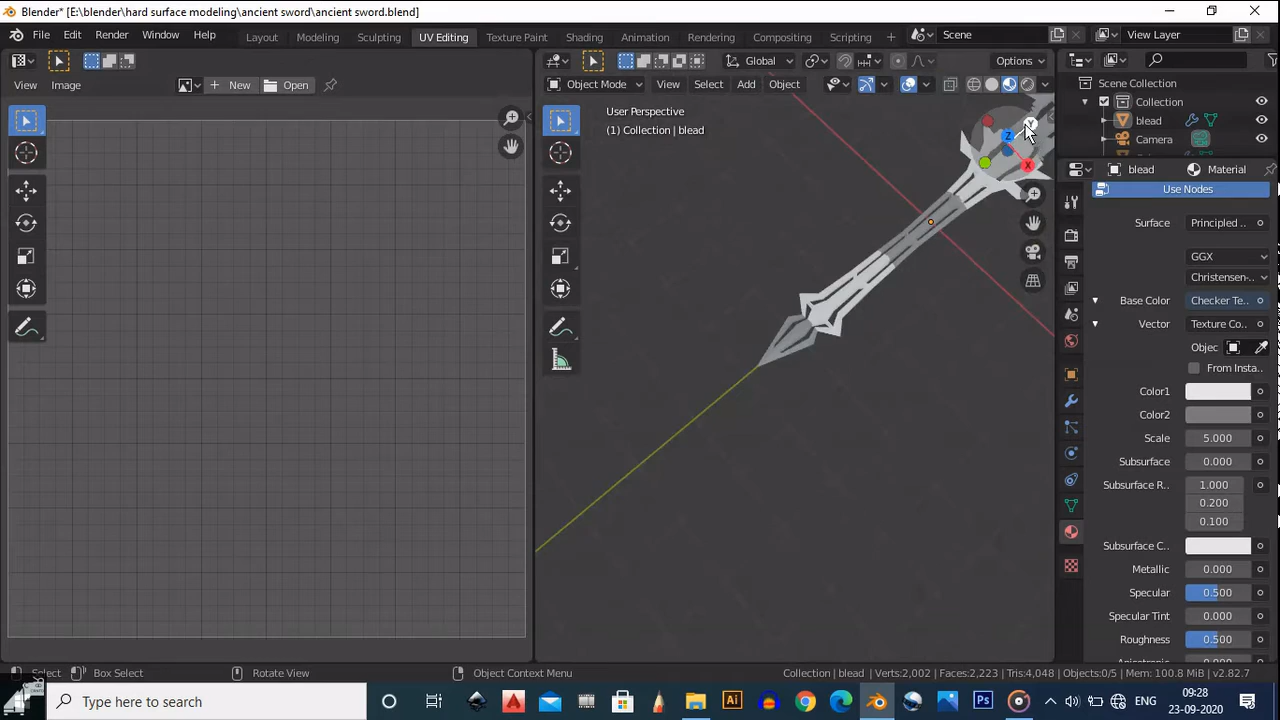 Blender* [E:\blender\hard surface modeling\ancient sword\ancient sword.blend]
File Edit Render Window Help Layout Modeling Sculpting UV Editing Texture Paint Shading Animation Rendering Compositing Scripting Scene View Layer
Global Options
View Image New Open Object Mode View Select Add Object Scene Collection
User Perspective
(1) Collection | blead
Collection
blead
Camera
Y
Z
X
blead Material
Use Nodes
Surface Principled ..
GGX
Christensen-..
Base Color Checker Te..
Vector Texture Co..
Objec
From Insta..
Color1
Color2
Scale 5.000
Subsurface 0.000
Subsurface R.. 1.000
0.200
0.100
Subsurface C..
Metallic 0.000
Specular 0.500
Specular Tint 0.000
Roughness 0.500
Select Box Select Rotate View Object Context Menu Collection | blead | Verts:2,002 | Faces:2,223 | Tris:4,048 | Objects:0/5 | Mem: 100.8 MiB | v2.82.7
Type here to search Ai Ps ENG 09:28
23-09-2020